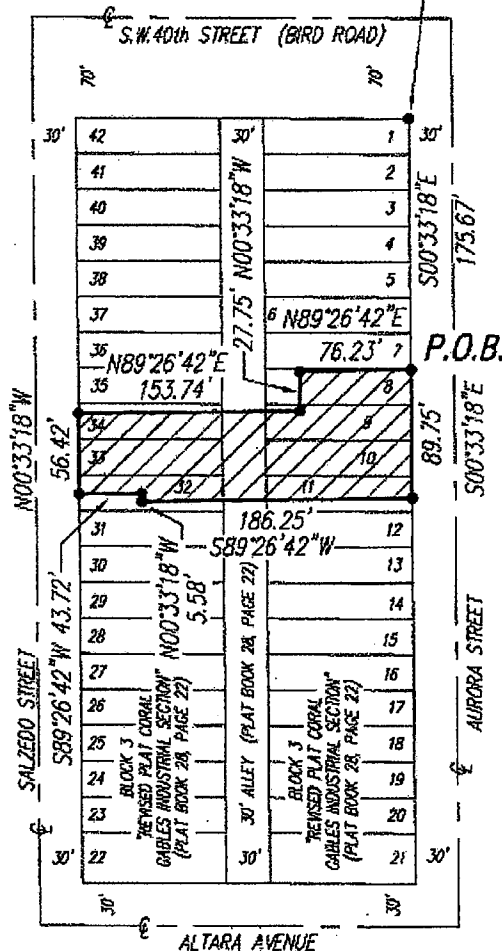 ℄
S.W. 40th STREET (BIRD ROAD)
70'
70'
30'
42
30'
1
30'
41
2
40
3
39
4
38
5
37
6
36
7
35
8
34
9
33
10
32
11
31
12
30
13
29
14
28
15
27
16
26
17
25
18
24
19
23
20
22
21
N00°33'18"W
27.75'
S00°33'18"E
175.67'
N89°26'42"E
76.23'
P.O.B.
N89°26'42"E
153.74'
N00°33'18"W
56.42'
89.75'
S00°33'18"E
186.25'
S89°26'42"W
N00°33'18"W
5.58'
S89°26'42"W 43.72'
SALZEDO STREET
AURORA STREET
BLOCK 3
"REVISED PLAT CORAL
GABLES INDUSTRIAL SECTION"
(PLAT BOOK 28, PAGE 22)
30' ALLEY (PLAT BOOK 28, PAGE 22)
BLOCK 3
"REVISED PLAT CORAL
GABLES INDUSTRIAL SECTION"
(PLAT BOOK 28, PAGE 22)
℄
℄
30'
30'
30'
30'
30'
℄
ALTARA AVENUE